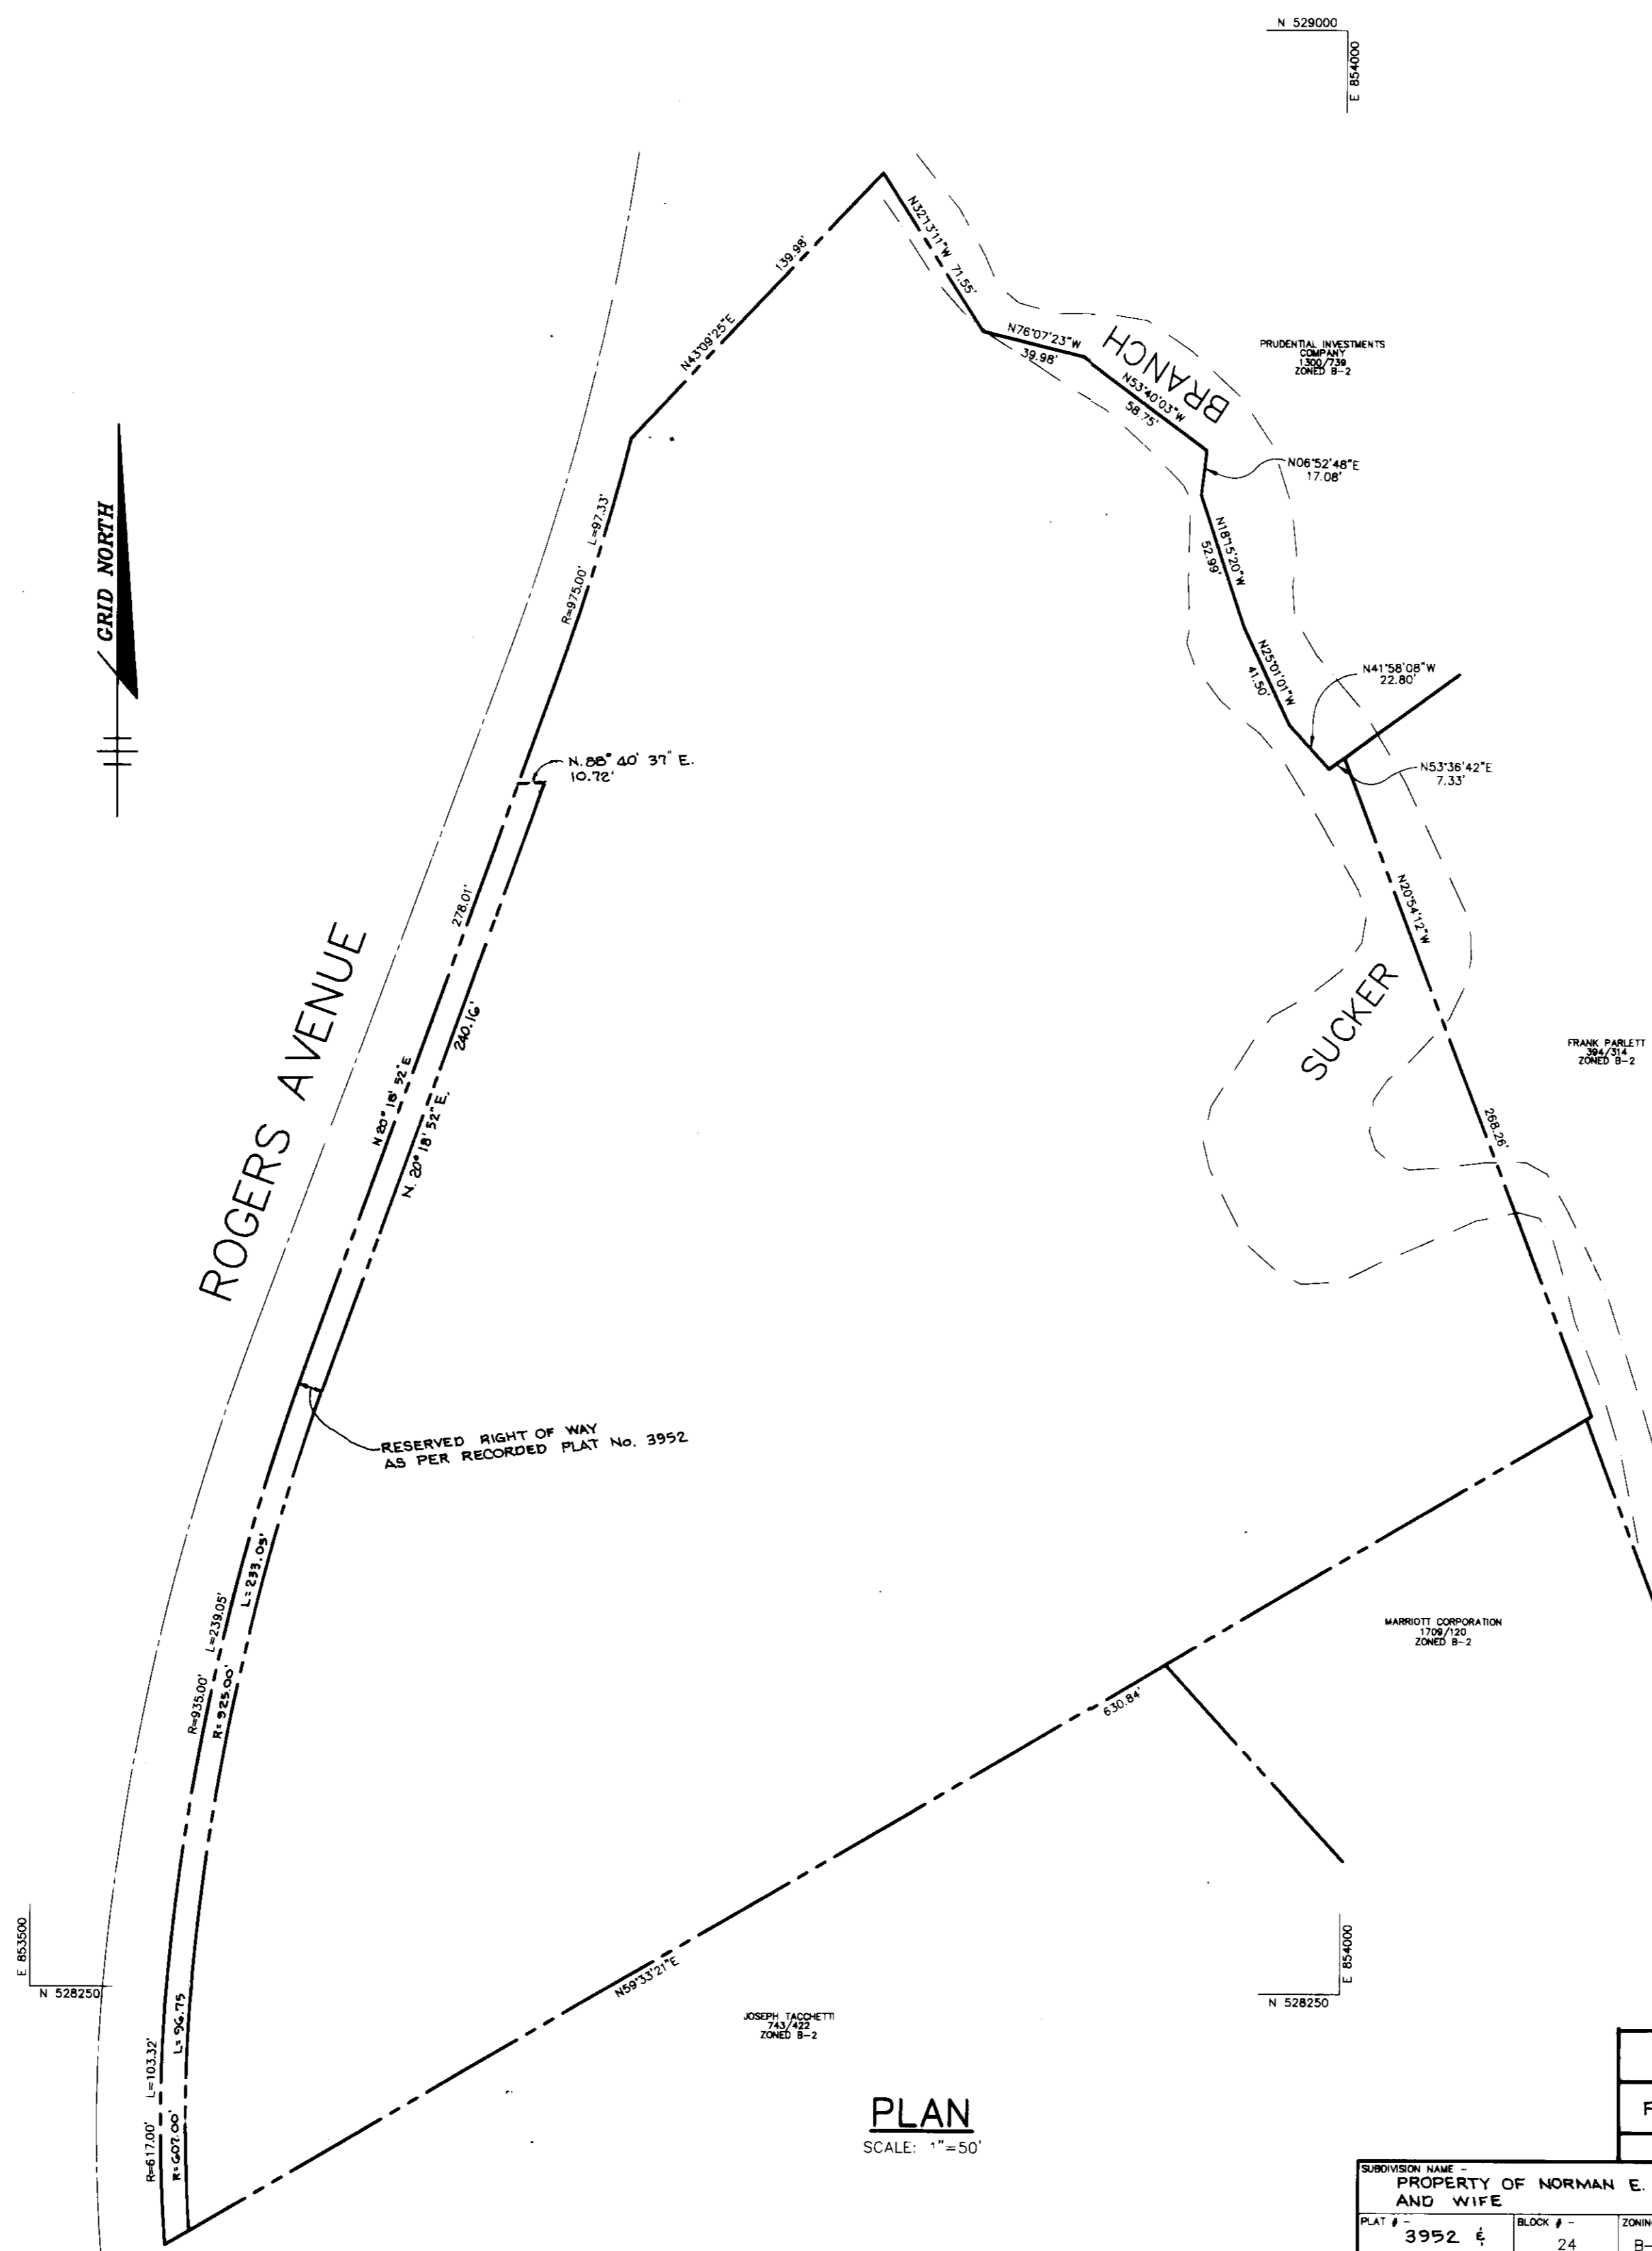 N 529000
E 854000
N32°13'11"W 71.55'
139.98'
N43°09'25"E
N76°07'23"W
39.98'
BRANCH
N53°40'03"W
58.75'
PRUDENTIAL INVESTMENTS
COMPANY
1300/739
ZONED B-2
N06°52'48"E
17.08'
GRID NORTH
R=975.00' L=97.33'
N18°15'20"W
52.99'
N25°01'01"W
41.50'
N41°58'08"W
22.80'
N53°36'42"E
7.33'
N. 88° 40' 37" E.
10.72'
278.01'
N 20° 18' 52" E
240.16'
N. 20° 18' 52" E.
N20°54'12"W
268.26'
SUCKER
ROGERS AVENUE
FRANK PARLETT
394/314
ZONED B-2
RESERVED RIGHT OF WAY
AS PER RECORDED PLAT No. 3952
R=935.00' L=239.05'
R= 925.00' L= 233.05'
MARRIOTT CORPORATION
1709/120
ZONED B-2
630.84'
N59°33'21"E
E 853500
N 528250
E 854000
N 528250
JOSEPH TACCHETTI
743/422
ZONED B-2
R=617.00' L=103.32'
R= 607.00' L= 96.75
PLAN
SCALE: 1"=50'
F
SUBDIVISION NAME -
PROPERTY OF NORMAN E.
AND WIFE
PLAT # - BLOCK # - ZONIN
3952 & 24 B-